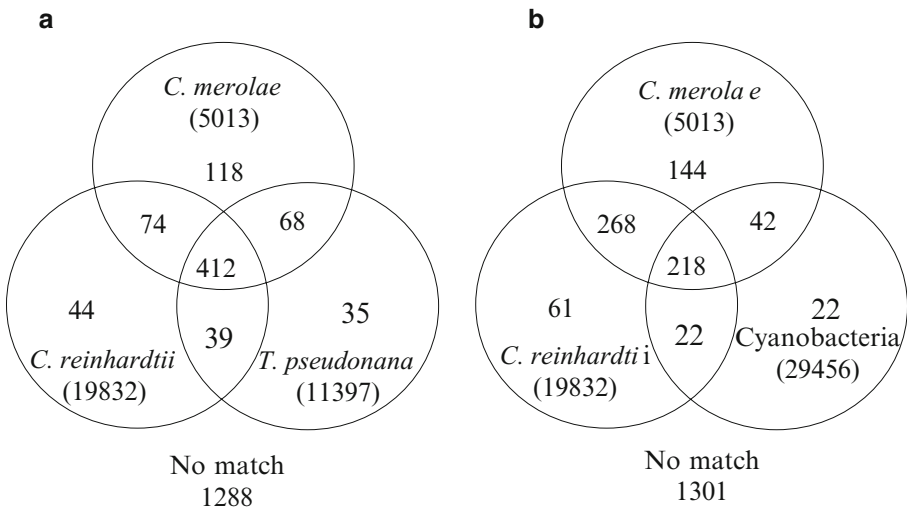 a
C. merolae
(5013)
118
74
68
412
44
39
35
C. reinhardtii
(19832)
T. pseudonana
(11397)
No match
1288
b
C. merola e
(5013)
144
268
42
218
61
22
22
C. reinhardti i
(19832)
Cyanobacteria
(29456)
No match
1301